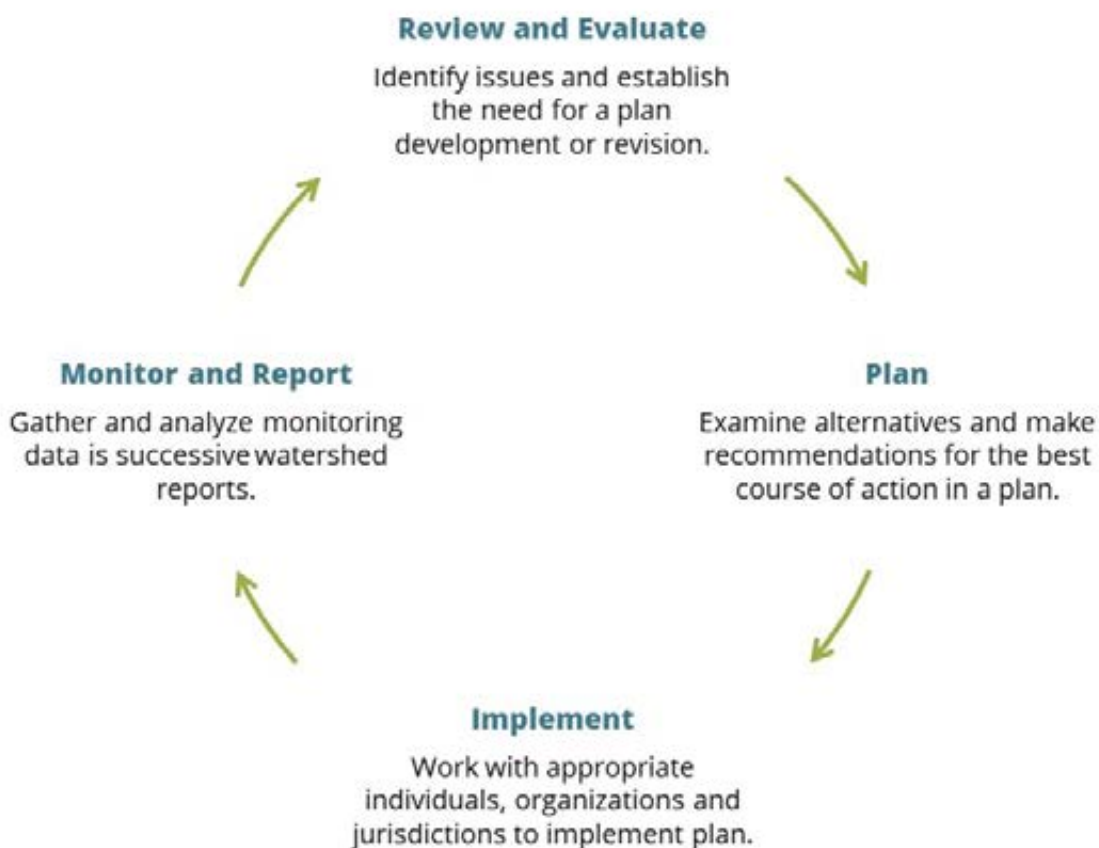 Review and Evaluate
Identify issues and establish
the need for a plan
development or revision.
Monitor and Report
Gather and analyze monitoring
data is successive watershed
reports.
Plan
Examine alternatives and make
recommendations for the best
course of action in a plan.
Implement
Work with appropriate
individuals, organizations and
jurisdictions to implement plan.